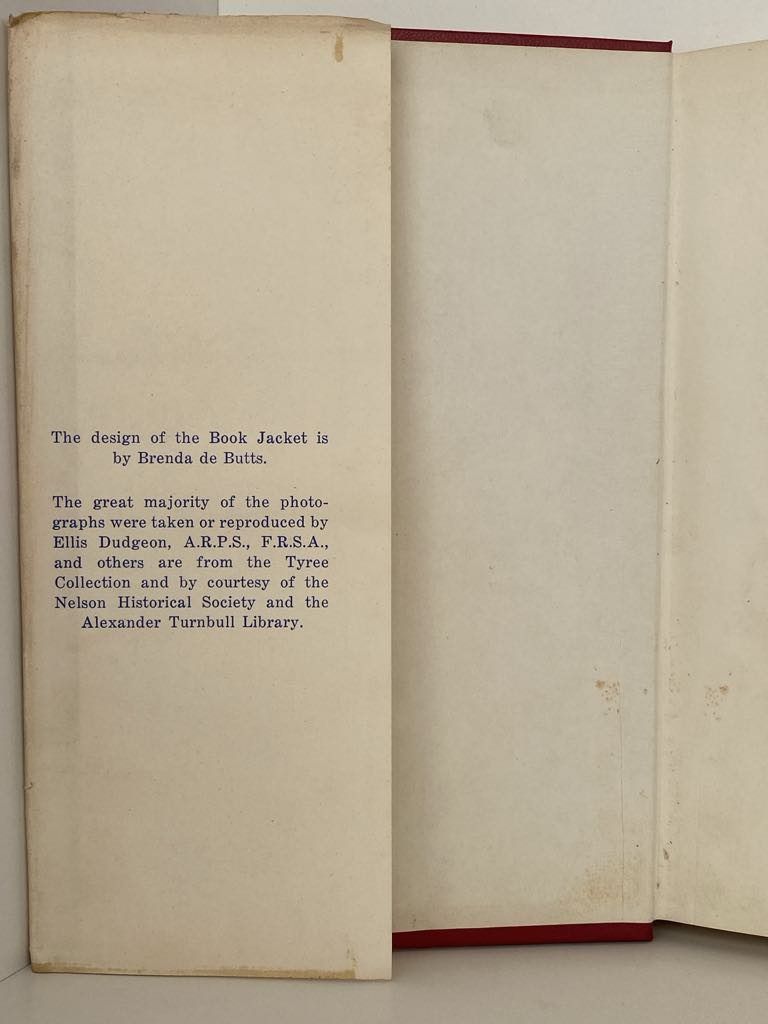 The design of the Book Jacket is
by Brenda de Butts.
The great majority of the photo-
graphs were taken or reproduced by
Ellis Dudgeon, A.R.P.S., F.R.S.A.,
and others are from the Tyree
Collection and by courtesy of the
Nelson Historical Society and the
Alexander Turnbull Library.